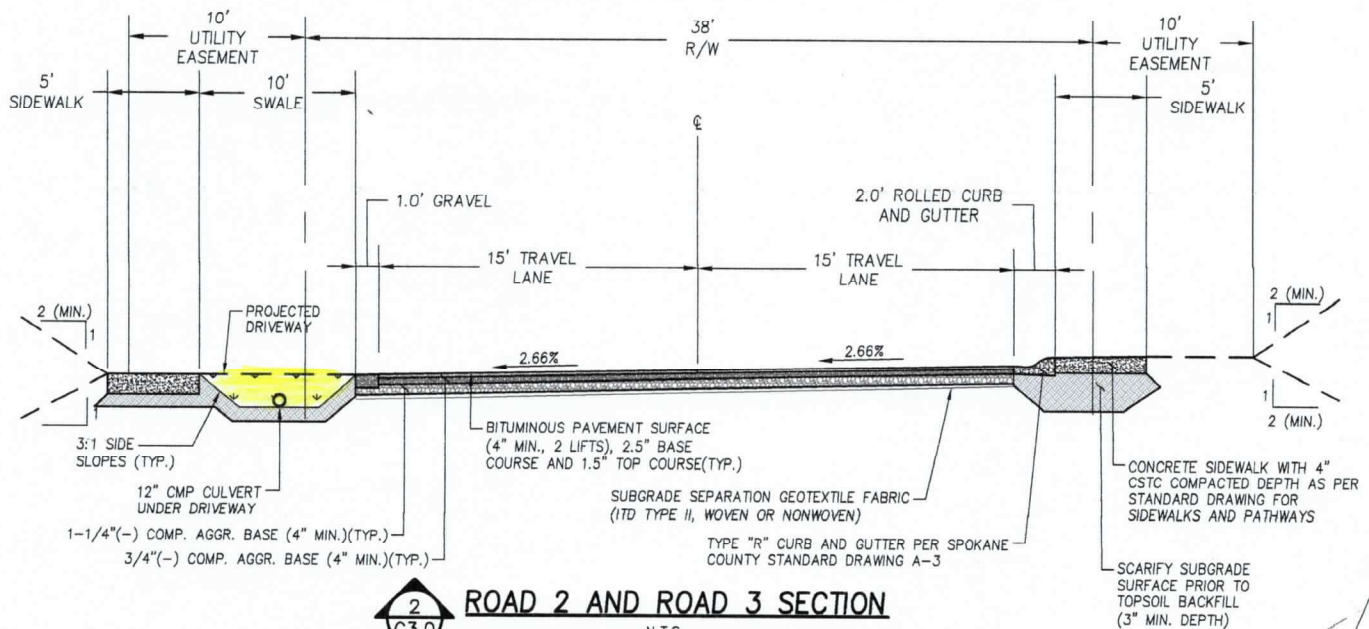 10'
UTILITY
EASEMENT
38'
R/W
10'
UTILITY
EASEMENT
5'
SIDEWALK
10'
SWALE
5'
SIDEWALK
℄
1.0' GRAVEL
2.0' ROLLED CURB
AND GUTTER
15' TRAVEL
LANE
15' TRAVEL
LANE
2 (MIN.)
1
PROJECTED
DRIVEWAY
2.66%
2.66%
2 (MIN.)
1
1
2 (MIN.)
1
2 (MIN.)
3:1 SIDE
SLOPES (TYP.)
12" CMP CULVERT
UNDER DRIVEWAY
1-1/4"(-) COMP. AGGR. BASE (4" MIN.)(TYP.)
3/4"(-) COMP. AGGR. BASE (4" MIN.)(TYP.)
BITUMINOUS PAVEMENT SURFACE
(4" MIN., 2 LIFTS), 2.5" BASE
COURSE AND 1.5" TOP COURSE(TYP.)
SUBGRADE SEPARATION GEOTEXTILE FABRIC
(ITD TYPE II, WOVEN OR NONWOVEN)
TYPE "R" CURB AND GUTTER PER SPOKANE
COUNTY STANDARD DRAWING A-3
CONCRETE SIDEWALK WITH 4"
CSTC COMPACTED DEPTH AS PER
STANDARD DRAWING FOR
SIDEWALKS AND PATHWAYS
SCARIFY SUBGRADE
SURFACE PRIOR TO
TOPSOIL BACKFILL
(3" MIN. DEPTH)
2
C3.0
ROAD 2 AND ROAD 3 SECTION
N.T.S.